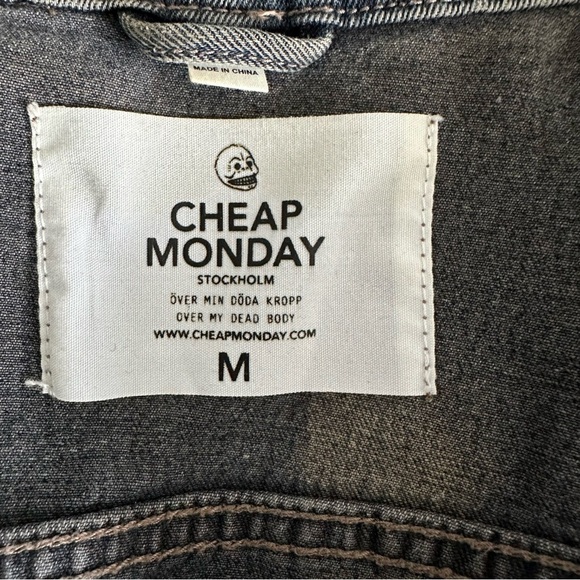 MADE IN CHINA
CHEAP
MONDAY
STOCKHOLM
ÖVER MIN DÖDA KROPP
OVER MY DEAD BODY
WWW.CHEAPMONDAY.COM
M